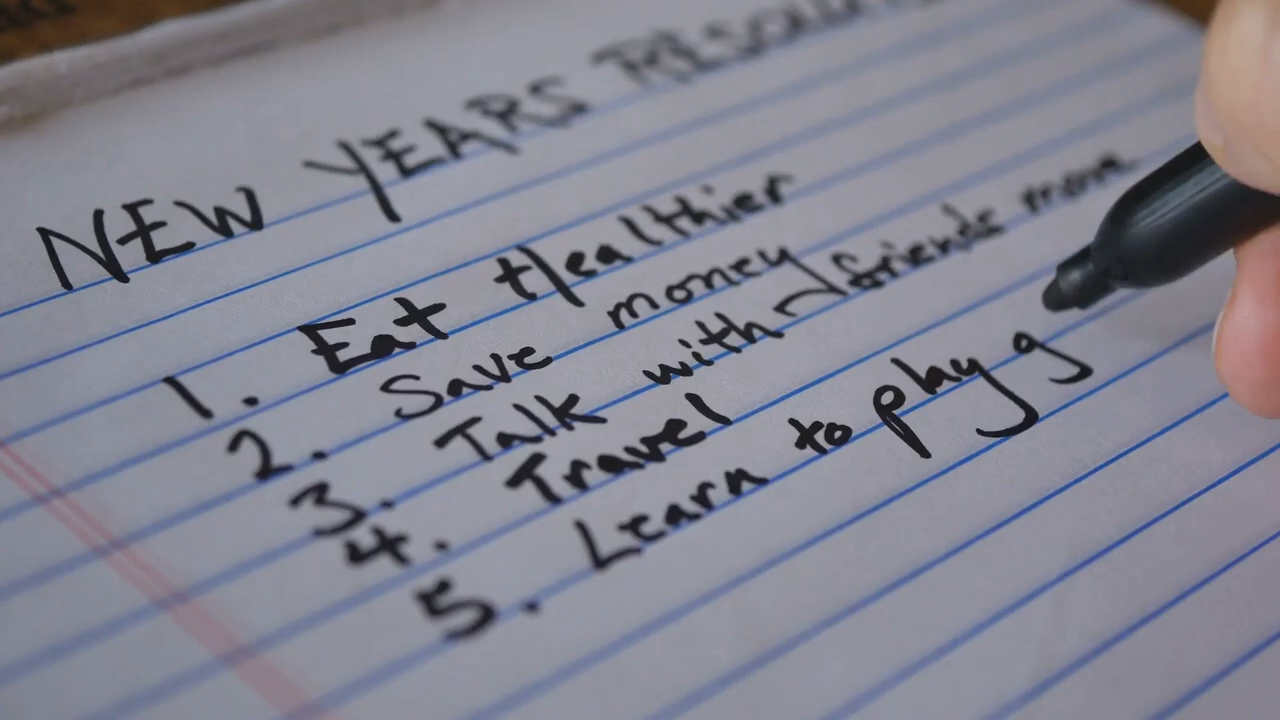 NEW YEARS RESOLU
1. Eat Healthier
2. Save money
3. Talk with friends more
4. Travel
5. Learn to play g